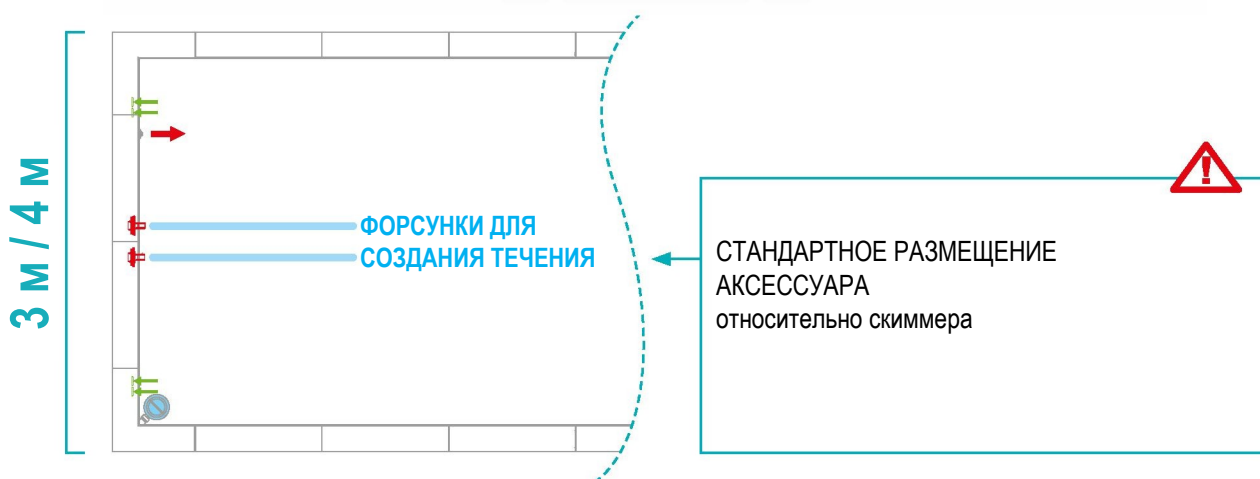 3 м / 4 м
ФОРСУНКИ ДЛЯ
СОЗДАНИЯ ТЕЧЕНИЯ
СТАНДАРТНОЕ РАЗМЕЩЕНИЕ
АКСЕССУАРА
относительно скиммера